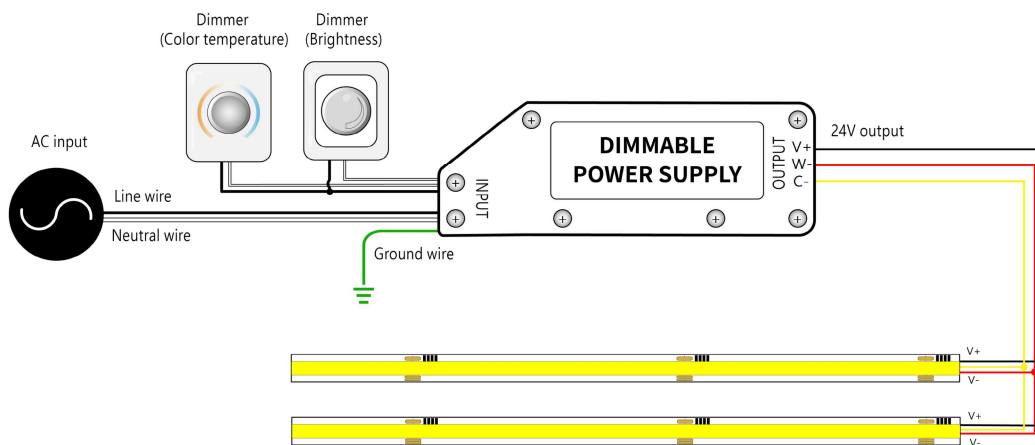 Dimmer
(Color temperature)
Dimmer
(Brightness)
AC input
Line wire
Neutral wire
Ground wire
INPUT
DIMMABLE
POWER SUPPLY
OUTPUT
V+
W-
C-
24V output
V+
V-
V+
V-